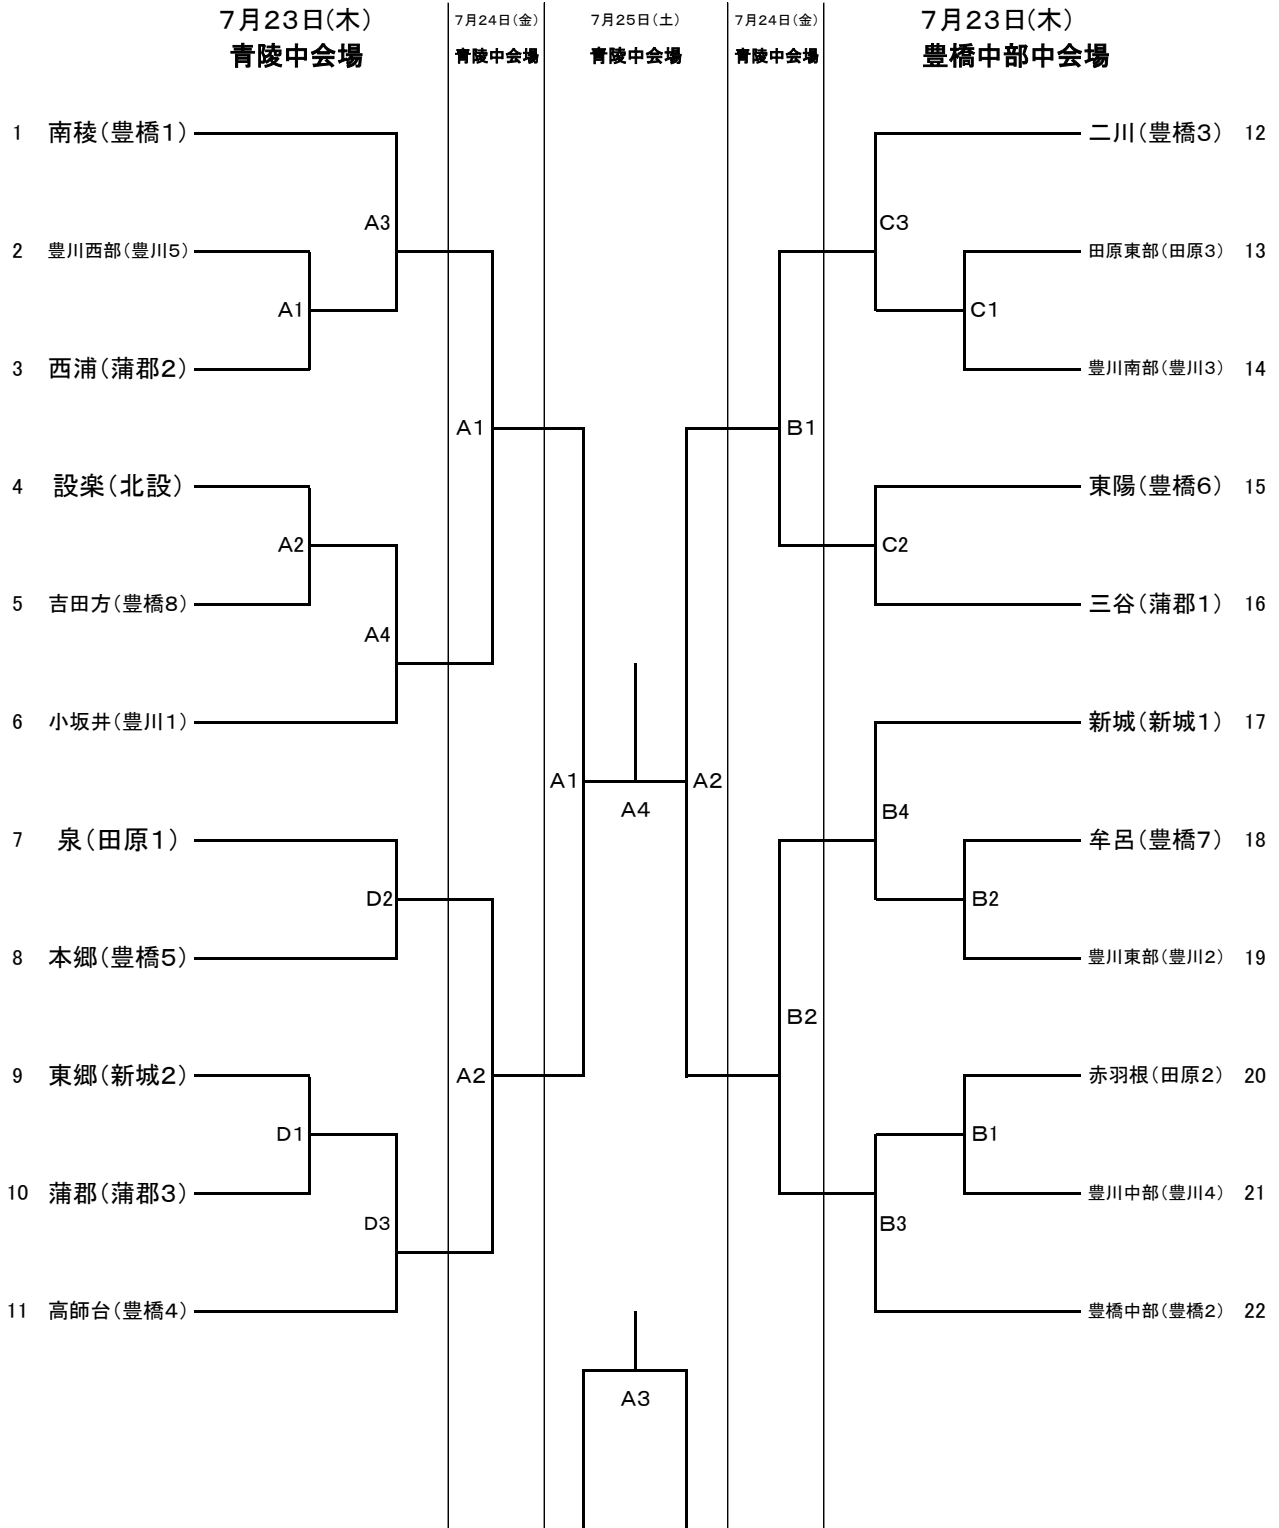 7月23日(木) 7月24日(金) 7月25日(土) 7月24日(金) 7月23日(木)
青陵中会場 青陵中会場 青陵中会場 青陵中会場 豊橋中部中会場
1 南稜(豊橋1) 二川(豊橋3) 12
A3 C3
2 豊川西部(豊川5) 田原東部(田原3) 13
A1 C1
3 西浦(蒲郡2) 豊川南部(豊川3) 14
A1 B1
4 設楽(北設) 東陽(豊橋6) 15
A2 C2
5 吉田方(豊橋8) 三谷(蒲郡1) 16
A4
6 小坂井(豊川1) 新城(新城1) 17
A1 A2
A4 B4
7 泉(田原1) 牟呂(豊橋7) 18
D2 B2
8 本郷(豊橋5) 豊川東部(豊川2) 19
B2
9 東郷(新城2) A2 赤羽根(田原2) 20
D1 B1
10 蒲郡(蒲郡3) 豊川中部(豊川4) 21
D3 B3
11 高師台(豊橋4) 豊橋中部(豊橋2) 22
A3